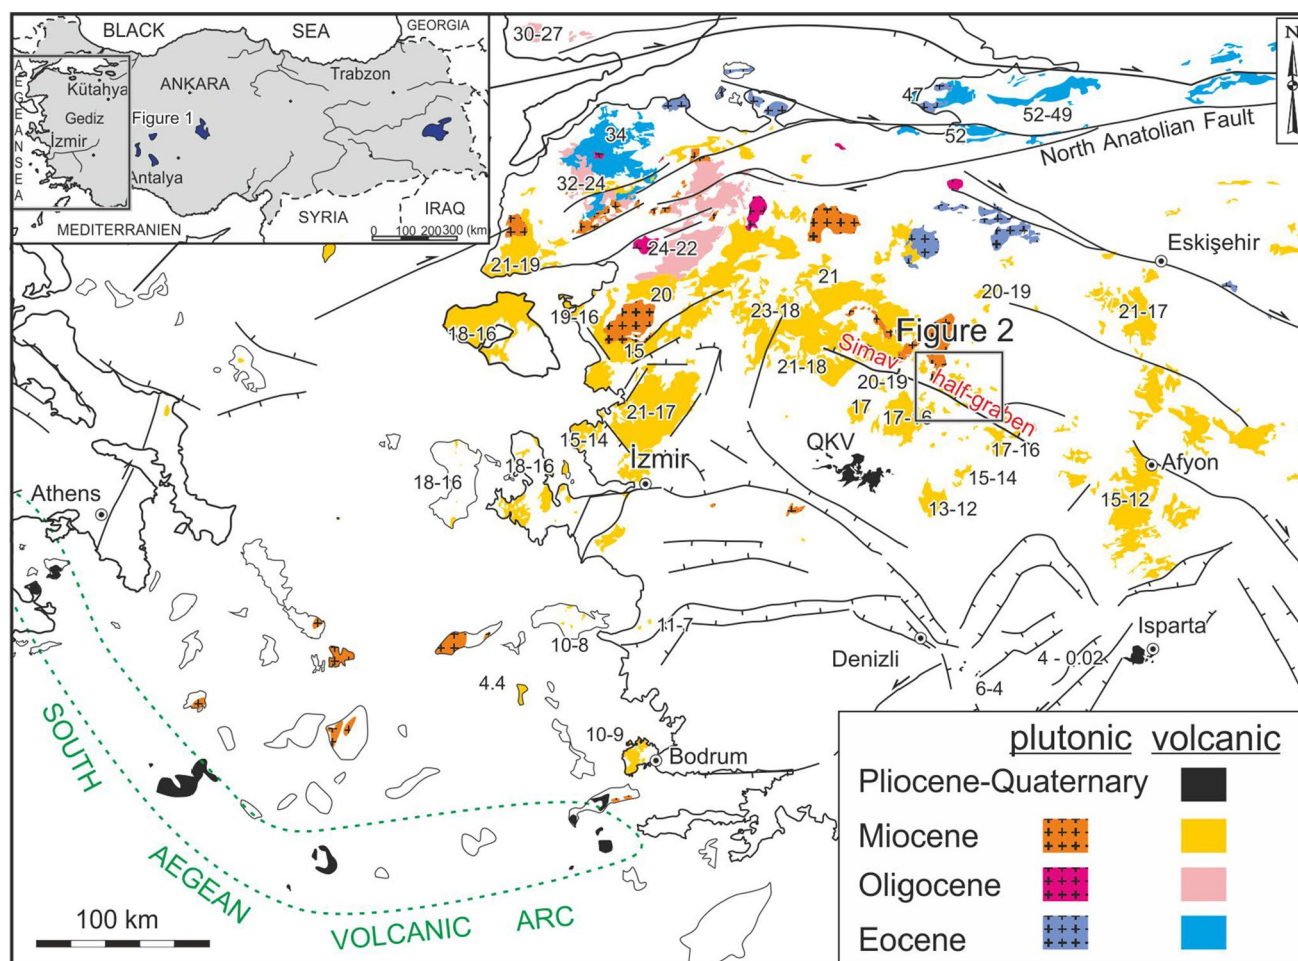 BLACK
SEA
GEORGIA
AEGEAN SEA
ANKARA
Trabzon
Kütahya
Gediz
Figure 1
İzmir
Antalya
SYRIA
IRAQ
MEDITERRANIEN
0 100 200 300 (km
N
30-27
34
32-24
47
52-49
52
North Anatolian Fault
24-22
21-19
Eskişehir
20
21
20-19
19-16
23-18
21-17
18-16
15
Figure 2
Simav
half-graben
21-18
20-19
21-17
17
17-16
15-14
17-16
QKV
18-16
18-16
İzmir
15-14
Afyon
13-12
15-12
Athens
11-7
10-8
Denizli
Isparta
4 - 0.02
6-4
4.4
10-9
Bodrum
SOUTH
AEGEAN
VOLCANIC
ARC
100 km
plutonic volcanic
Pliocene-Quaternary
Miocene
Oligocene
Eocene